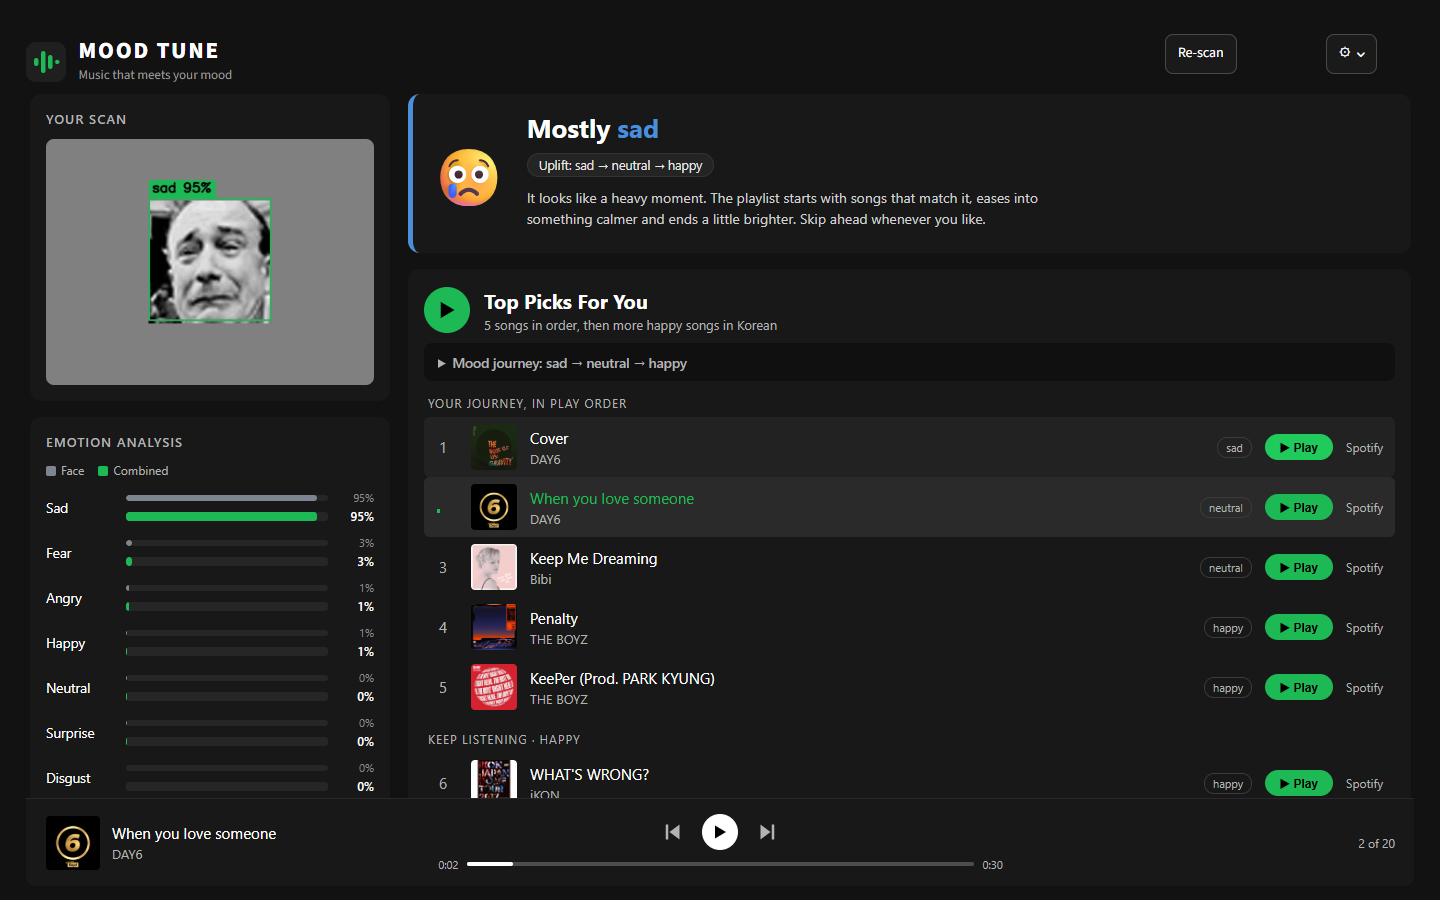 MOOD TUNE
Music that meets your mood
Re-scan
YOUR SCAN
sad 95%
EMOTION ANALYSIS
Face
Combined
Sad
95%
95%
Fear
3%
3%
Angry
1%
1%
Happy
1%
1%
Neutral
0%
0%
Surprise
0%
0%
Disgust
0%
0%
Mostly sad
Uplift: sad → neutral → happy
It looks like a heavy moment. The playlist starts with songs that match it, eases into
something calmer and ends a little brighter. Skip ahead whenever you like.
Top Picks For You
5 songs in order, then more happy songs in Korean
Mood journey: sad → neutral → happy
YOUR JOURNEY, IN PLAY ORDER
1
Cover
DAY6
sad
Play
Spotify
6
When you love someone
DAY6
neutral
Play
Spotify
3
Keep Me Dreaming
Bibi
neutral
Play
Spotify
4
Penalty
THE BOYZ
happy
Play
Spotify
5
KeePer (Prod. PARK KYUNG)
THE BOYZ
happy
Play
Spotify
KEEP LISTENING · HAPPY
6
WHAT'S WRONG?
iKON
happy
Play
Spotify
6
When you love someone
DAY6
0:02
0:30
2 of 20